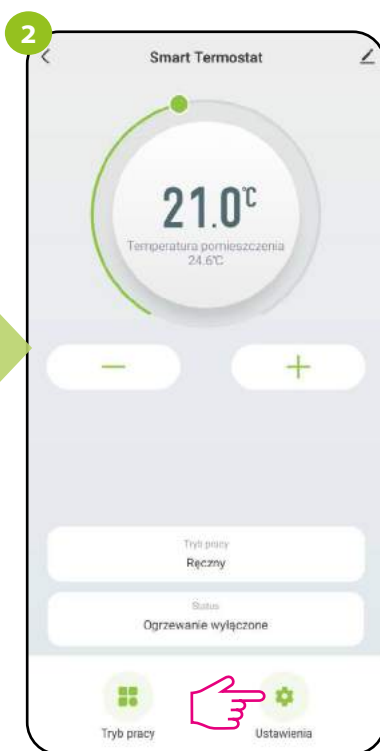 2
Smart Termostat
21.0°C
Temperatura pomieszczenia
24.6°C
Tryb pracy
Ręczny
Status
Ogrzewanie wyłączone
Tryb pracy
Ustawienia